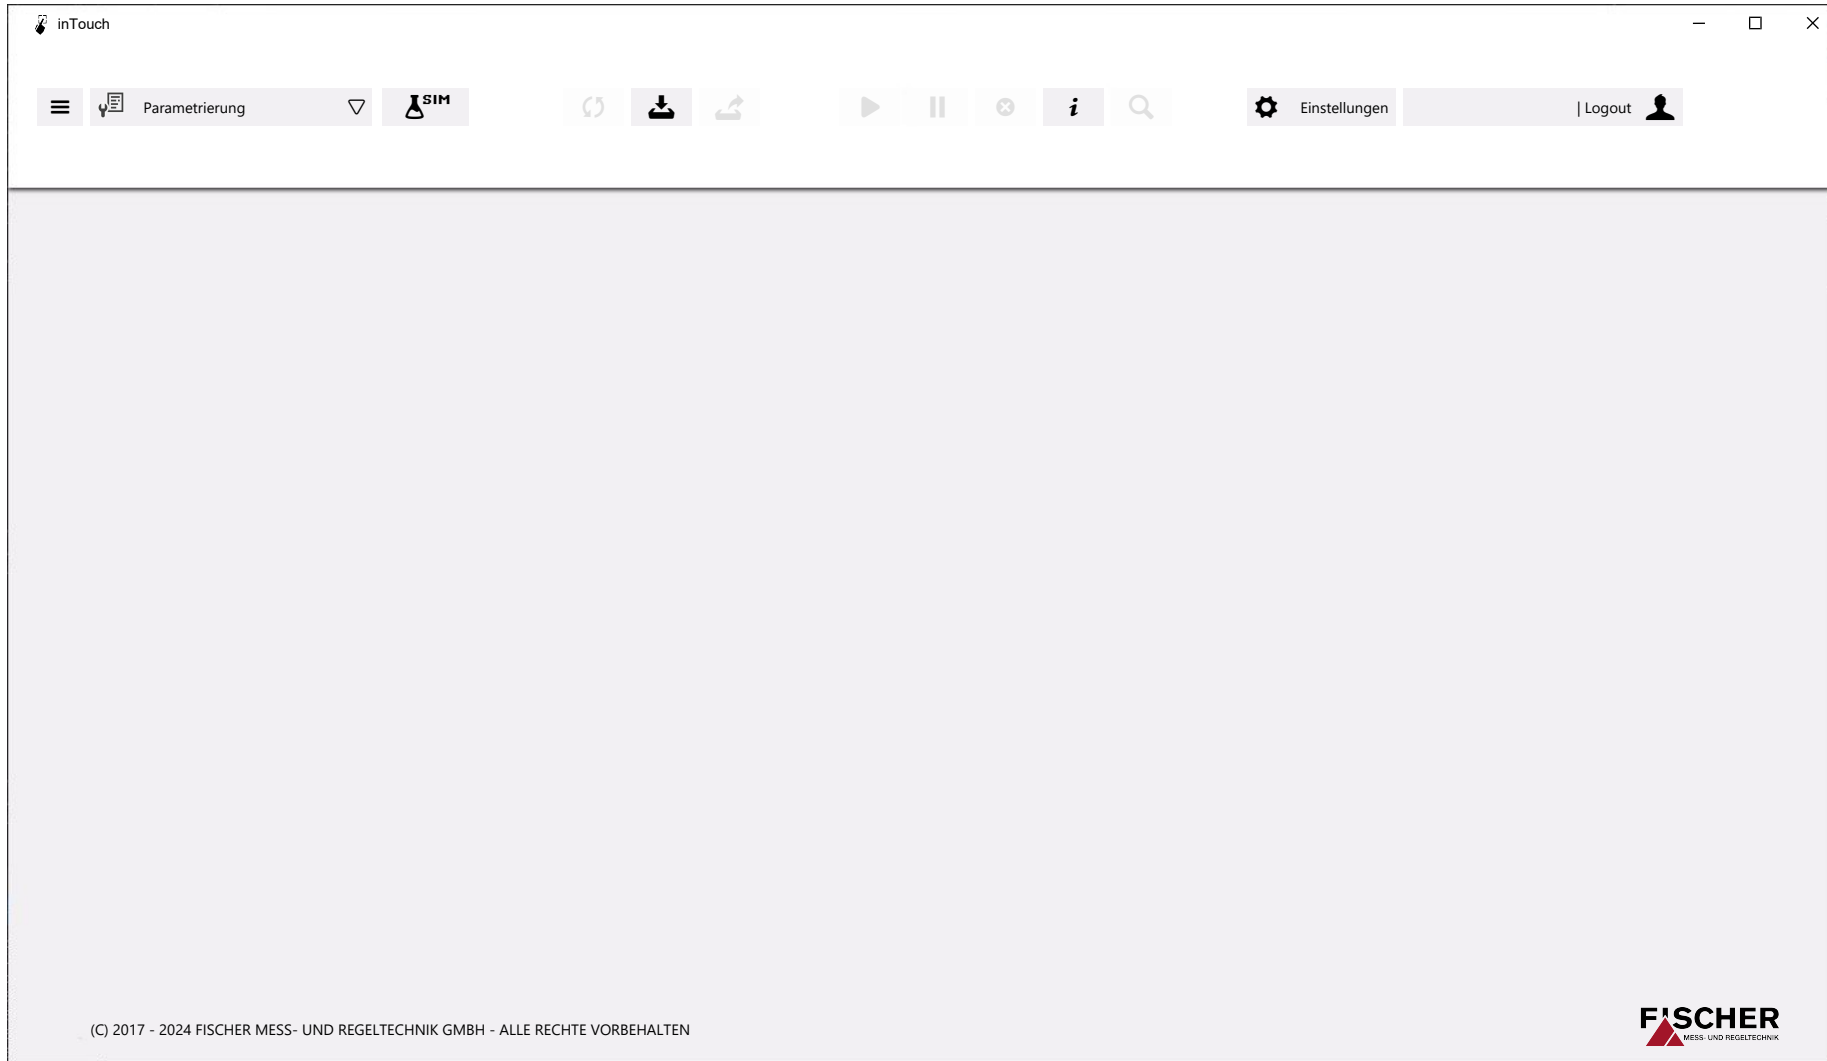 inTouch
Parametrierung
SIM
i
Einstellungen
| Logout
(C) 2017 - 2024 FISCHER MESS- UND REGELTECHNIK GMBH - ALLE RECHTE VORBEHALTEN
FISCHER
MESS- UND REGELTECHNIK